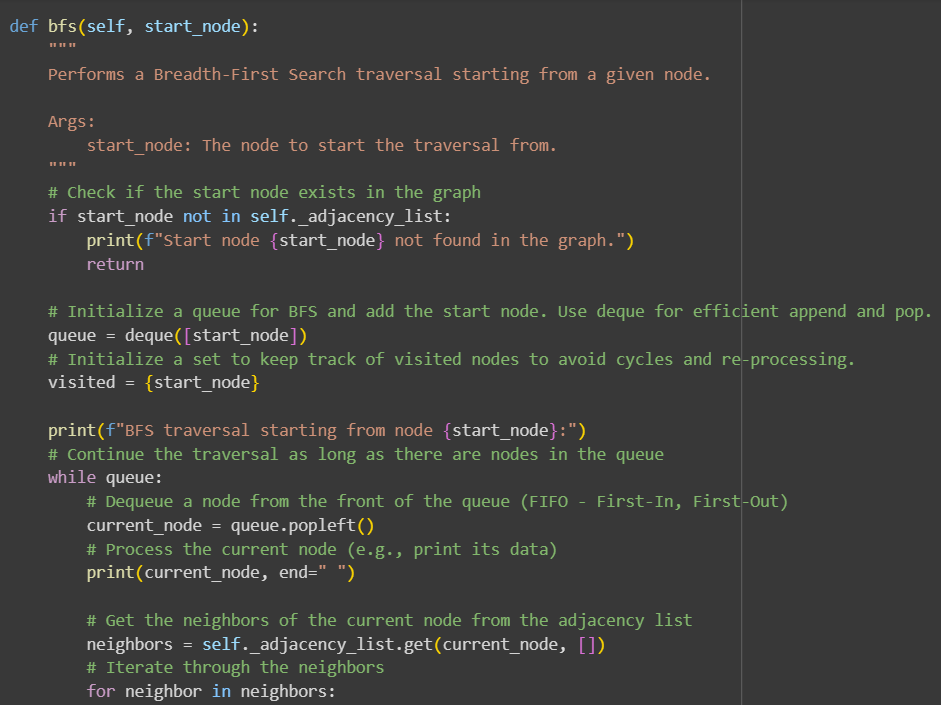 def bfs(self, start_node):
    """
    Performs a Breadth-First Search traversal starting from a given node.

    Args:
        start_node: The node to start the traversal from.
    """
    # Check if the start node exists in the graph
    if start_node not in self._adjacency_list:
        print(f"Start node {start_node} not found in the graph.")
        return

    # Initialize a queue for BFS and add the start node. Use deque for efficient append and pop.
    queue = deque([start_node])
    # Initialize a set to keep track of visited nodes to avoid cycles and re-processing.
    visited = {start_node}

    print(f"BFS traversal starting from node {start_node}:")
    # Continue the traversal as long as there are nodes in the queue
    while queue:
        # Dequeue a node from the front of the queue (FIFO - First-In, First-Out)
        current_node = queue.popleft()
        # Process the current node (e.g., print its data)
        print(current_node, end=" ")

        # Get the neighbors of the current node from the adjacency list
        neighbors = self._adjacency_list.get(current_node, [])
        # Iterate through the neighbors
        for neighbor in neighbors: